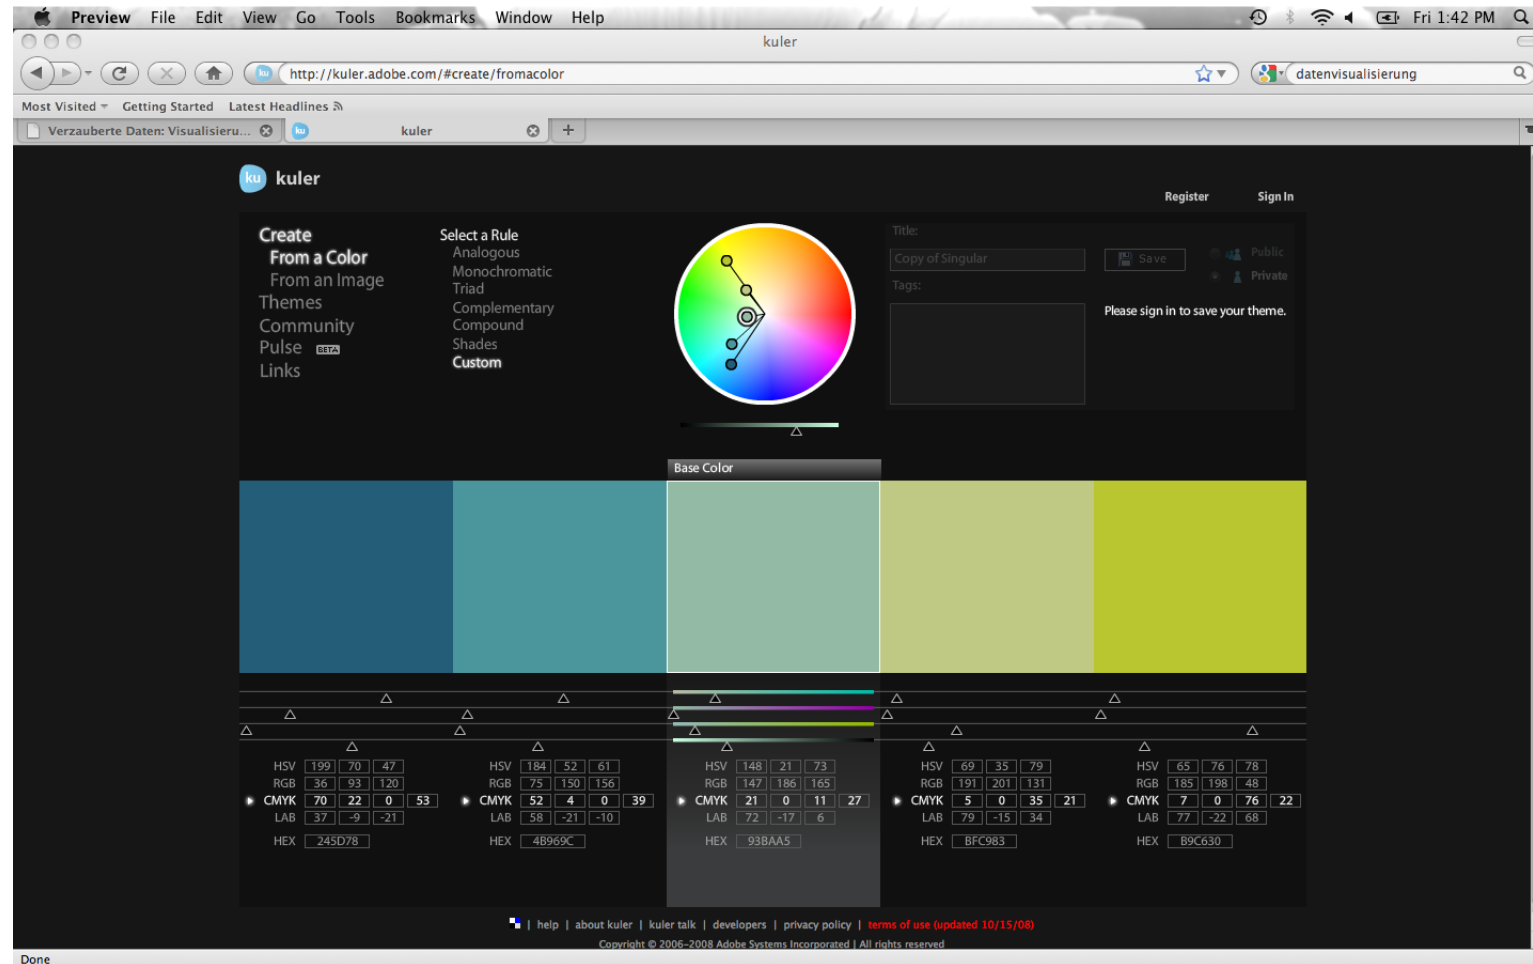 Preview File Edit View Go Tools Bookmarks Window Help Fri 1:42 PM
kuler
ku http://kuler.adobe.com/#create/fromacolor datenvisualisierung
Most Visited Getting Started Latest Headlines
Verzauberte Daten: Visualisieru... ku kuler +
ku kuler
Register Sign In
Create
From a Color
From an Image
Themes
Community
Pulse BETA
Links
Select a Rule
Analogous
Monochromatic
Triad
Complementary
Compound
Shades
Custom
Title:
Copy of Singular
Tags:
Save
Public
Private
Please sign in to save your theme.
Base Color
HSV 199 70 47 HSV 184 52 61 HSV 148 21 73 HSV 69 35 79 HSV 65 76 78
RGB 36 93 120 RGB 75 150 156 RGB 147 186 165 RGB 191 201 131 RGB 185 198 48
CMYK 70 22 0 53 CMYK 52 4 0 39 CMYK 21 0 11 27 CMYK 5 0 35 21 CMYK 7 0 76 22
LAB 37 -9 -21 LAB 58 -21 -10 LAB 72 -17 6 LAB 79 -15 34 LAB 77 -22 68
HEX 245D78 HEX 4B969C HEX 93BAA5 HEX BFC983 HEX B9C630
| help | about kuler | kuler talk | developers | privacy policy | terms of use (updated 10/15/08)
Copyright © 2006–2008 Adobe Systems Incorporated | All rights reserved
Done